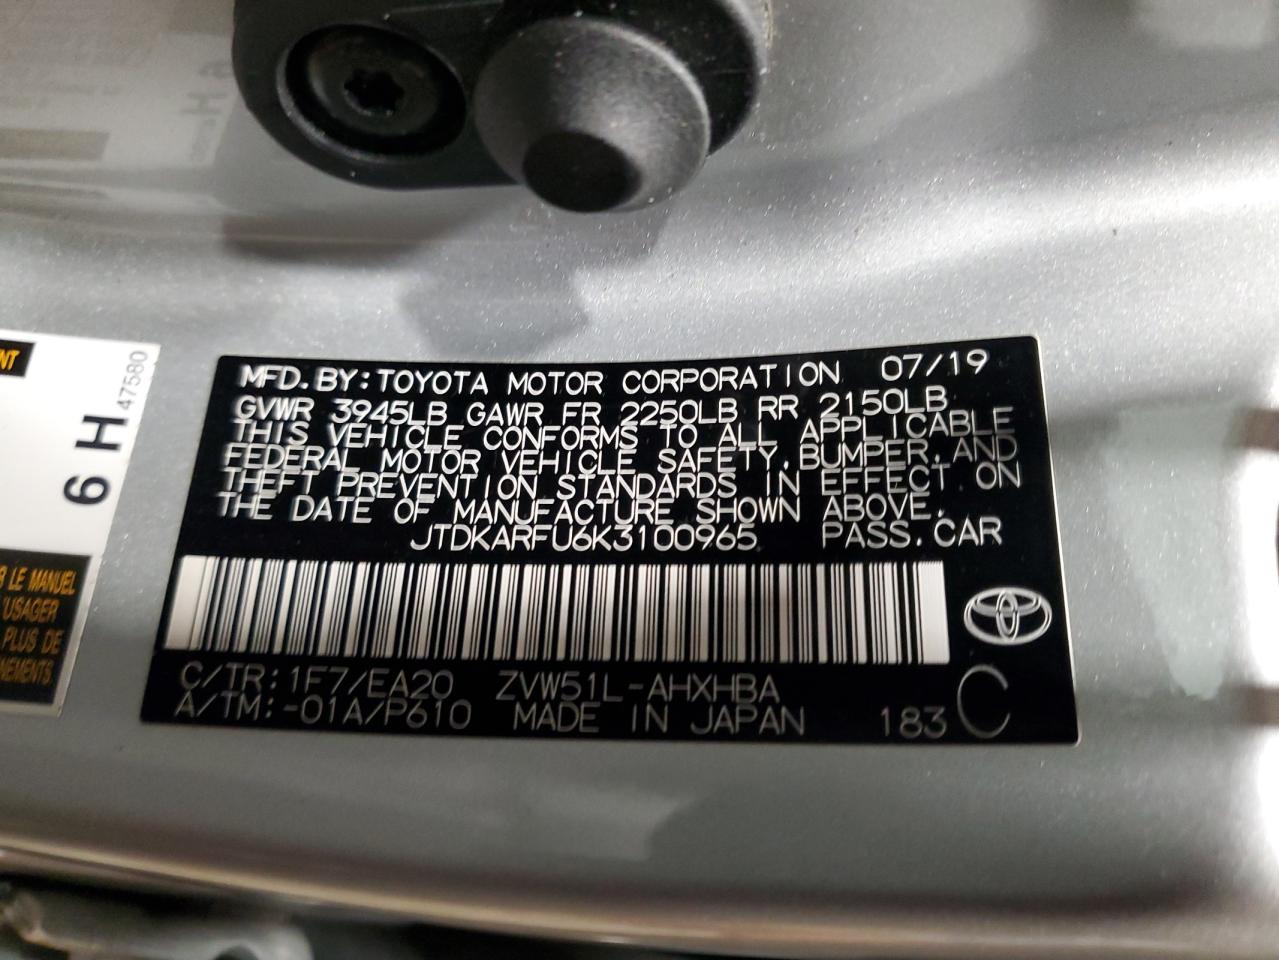 MFD.BY:TOYOTA MOTOR CORPORATION 07/19
GVWR 3945LB GAWR FR 2250LB RR 2150LB
THIS VEHICLE CONFORMS TO ALL APPLICABLE
FEDERAL MOTOR VEHICLE SAFETY,BUMPER,AND
THEFT PREVENTION STANDARDS IN EFFECT ON
THE DATE OF MANUFACTURE SHOWN ABOVE.
JTDKARFU6K3100965 PASS.CAR
C/TR:1F7/EA20 ZVW51L-AHXHBA
A/TM:-01A/P610 MADE IN JAPAN 183 C
6 H 47580
LE MANUEL
USAGER
PLUS DE